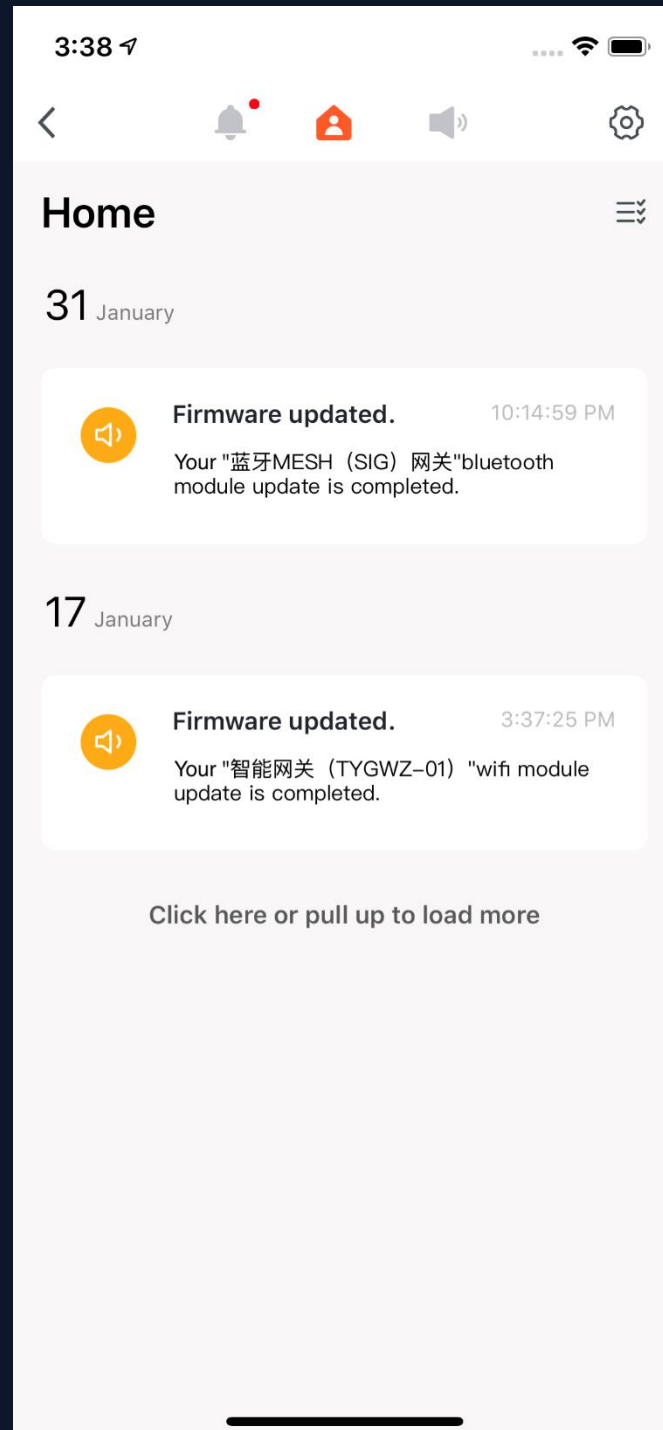 3:38
Home
31 January
Firmware updated. 10:14:59 PM
Your "蓝牙MESH（SIG）网关"bluetooth
module update is completed.
17 January
Firmware updated. 3:37:25 PM
Your "智能网关（TYGWZ-01）"wifi module
update is completed.
Click here or pull up to load more